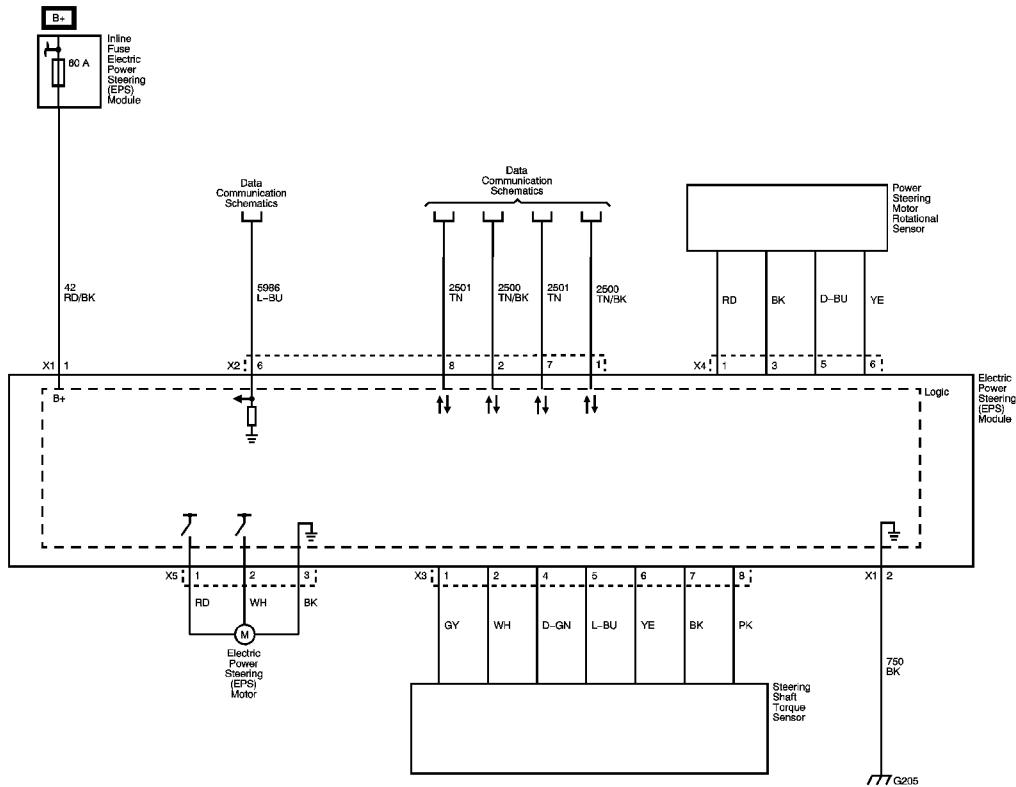 B+
Inline
Fuse
Electric
Power
Steering
(EPS)
Module
60 A
Data
Communication
Schematics
Data
Communication
Schematics
Power
Steering
Motor
Rotational
Sensor
42
RD/BK
5986
L-BU
2501
TN
2500
TN/BK
2501
TN
2500
TN/BK
RD
BK
D-BU
YE
X1 1
X2 6
8
2
7
1
X4 1
3
5
6
Electric
Power
Steering
(EPS)
Module
B+
Logic
X5 1
2
3
X3 1
2
4
5
6
7
8
X1 2
RD
WH
BK
M
Electric
Power
Steering
(EPS)
Motor
GY
WH
D-GN
L-BU
YE
BK
PK
750
BK
Steering
Shaft
Torque
Sensor
G205